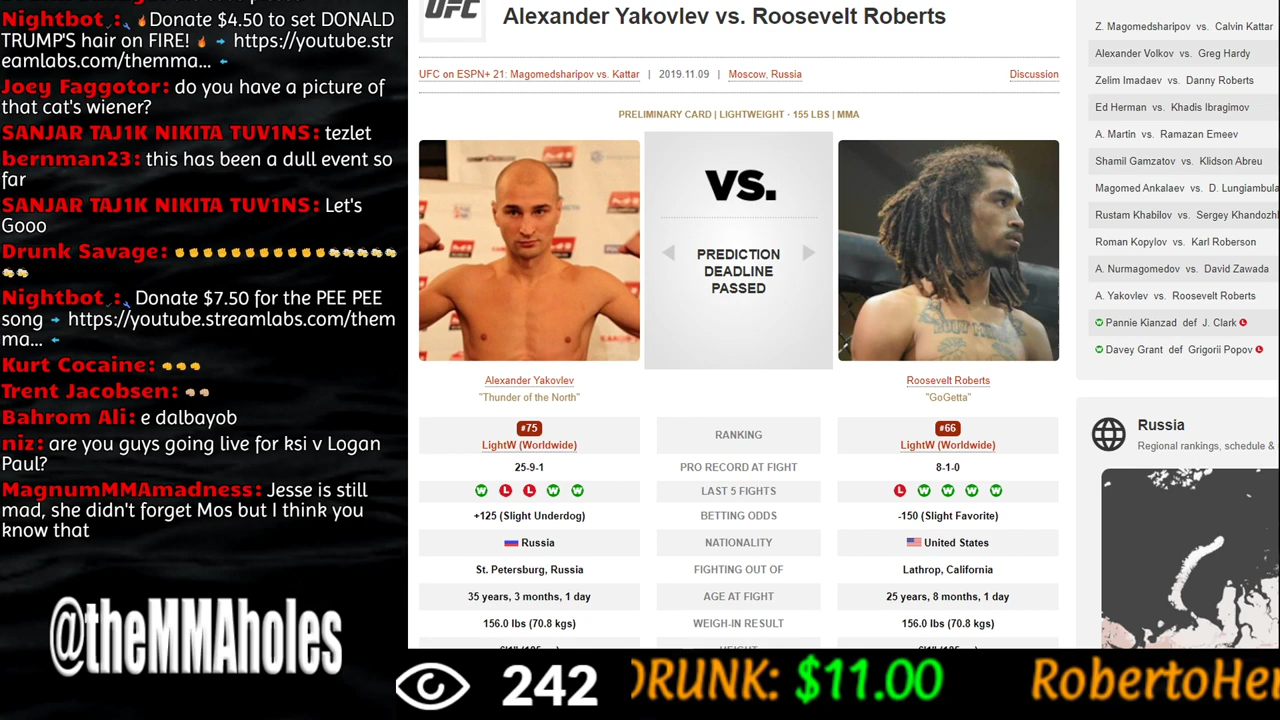 Nightbot : Donate $4.50 to set DONALD
TRUMP'S hair on FIRE! https://youtube.str
eamlabs.com/themma...
Joey Faggotor: do you have a picture of
that cat's wiener?
SANJAR TAJ1K NIKITA TUV1NS: tezlet
bernman23: this has been a dull event so
far
SANJAR TAJ1K NIKITA TUV1NS: Let's
Gooo
Drunk Savage:
Nightbot : Donate $7.50 for the PEE PEE
song https://youtube.streamlabs.com/them
ma...
Kurt Cocaine:
Trent Jacobsen:
Bahrom Ali: e dalbayob
niz: are you guys going live for ksi v Logan
Paul?
MagnumMMAmadness: Jesse is still
mad, she didn't forget Mos but I think you
know that
@theMMAholes
UFC
Alexander Yakovlev vs. Roosevelt Roberts
UFC on ESPN+ 21: Magomedsharipov vs. Kattar | 2019.11.09 | Moscow, Russia
Discussion
PRELIMINARY CARD | LIGHTWEIGHT · 155 LBS | MMA
VS.
PREDICTION
DEADLINE
PASSED
Alexander Yakovlev
"Thunder of the North"
Roosevelt Roberts
"GoGetta"
#75
LightW (Worldwide)
RANKING
#66
LightW (Worldwide)
25-9-1 PRO RECORD AT FIGHT 8-1-0
W L L W W LAST 5 FIGHTS L W W W W
+125 (Slight Underdog) BETTING ODDS -150 (Slight Favorite)
Russia NATIONALITY United States
St. Petersburg, Russia FIGHTING OUT OF Lathrop, California
35 years, 3 months, 1 day AGE AT FIGHT 25 years, 8 months, 1 day
156.0 lbs (70.8 kgs) WEIGH-IN RESULT 156.0 lbs (70.8 kgs)
Z. Magomedsharipov vs. Calvin Kattar
Alexander Volkov vs. Greg Hardy
Zelim Imadaev vs. Danny Roberts
Ed Herman vs. Khadis Ibragimov
A. Martin vs. Ramazan Emeev
Shamil Gamzatov vs. Klidson Abreu
Magomed Ankalaev vs. D. Lungiambula
Rustam Khabilov vs. Sergey Khandozh
Roman Kopylov vs. Karl Roberson
A. Nurmagomedov vs. David Zawada
A. Yakovlev vs. Roosevelt Roberts
W Pannie Kianzad def J. Clark L
W Davey Grant def Grigorii Popov L
Russia
Regional rankings, schedule &
242 DRUNK: $11.00 RobertoHer